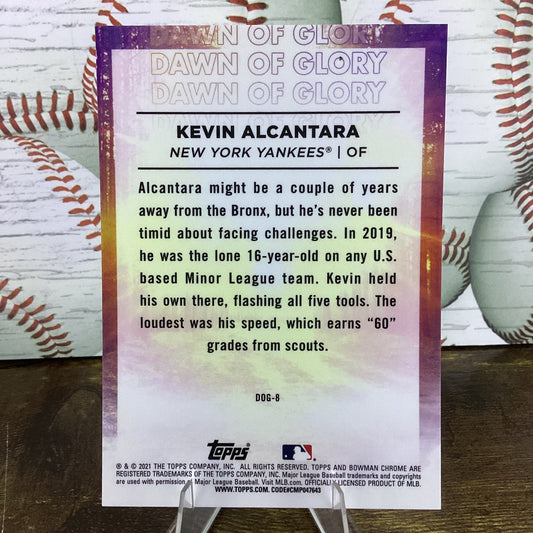 DAWN OF GLORY
DAWN OF GLORY
DAWN OF GLORY
KEVIN ALCANTARA
NEW YORK YANKEES® | OF
Alcantara might be a couple of years
away from the Bronx, but he's never been
timid about facing challenges. In 2019,
he was the lone 16-year-old on any U.S.
based Minor League team. Kevin held
his own there, flashing all five tools. The
loudest was his speed, which earns “60”
grades from scouts.
DOG-8
Topps
® & © 2021 THE TOPPS COMPANY, INC. ALL RIGHTS RESERVED. TOPPS AND BOWMAN CHROME ARE
REGISTERED TRADEMARKS OF THE TOPPS COMPANY, INC. Major League Baseball trademarks and copyrights
are used with permission of Major League Baseball. Visit MLB.com. OFFICIALLY LICENSED PRODUCT OF MLB.
WWW.TOPPS.COM. CODE#CMP047643